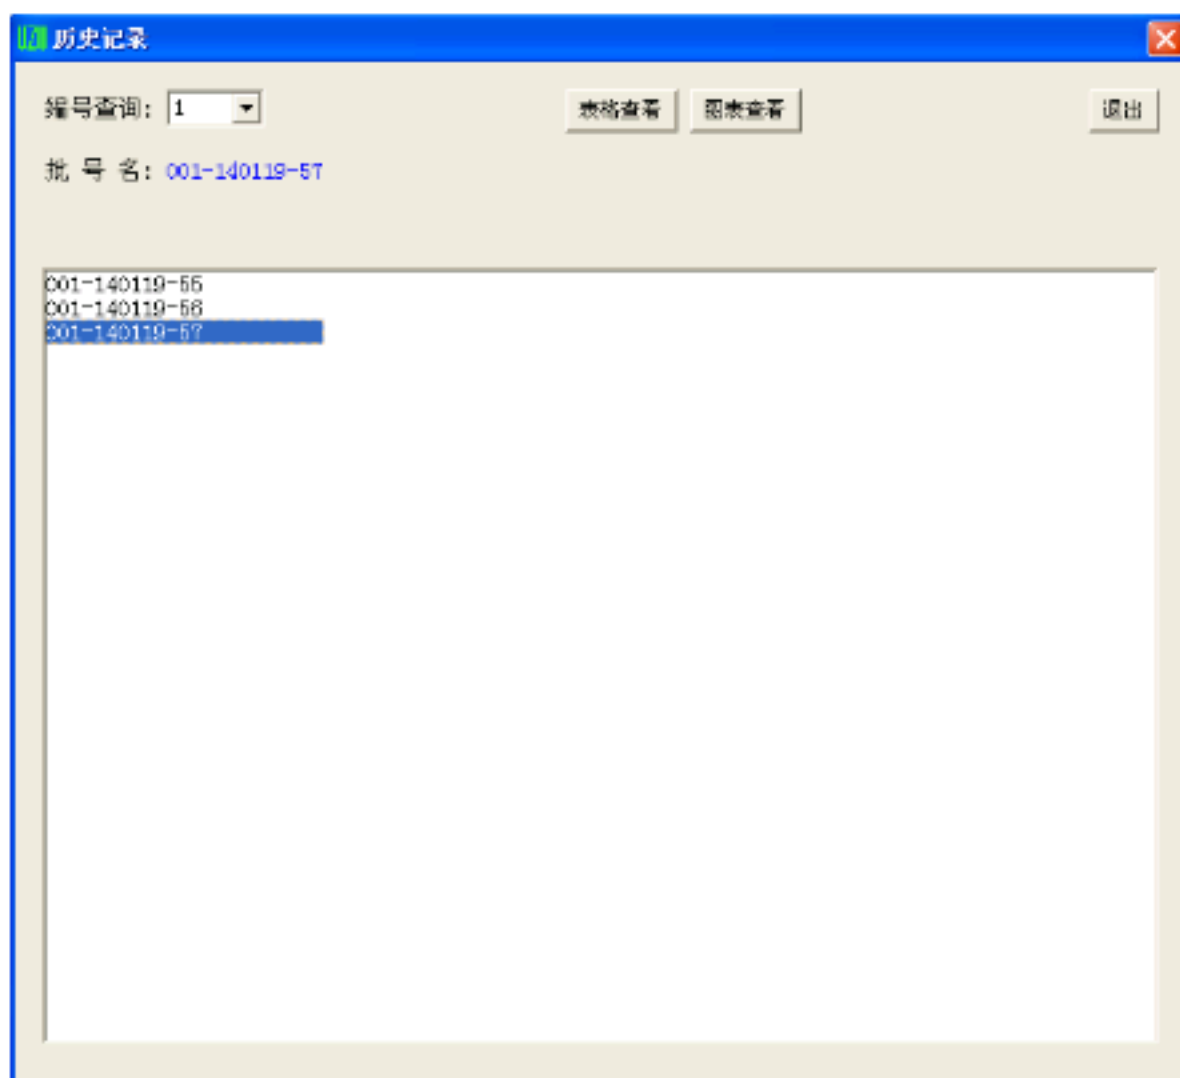 历史记录
编号查询: 1 表格查看 图表查看 退出
批 号 名: 001-140119-57
001-140119-55
001-140119-56
001-140119-57